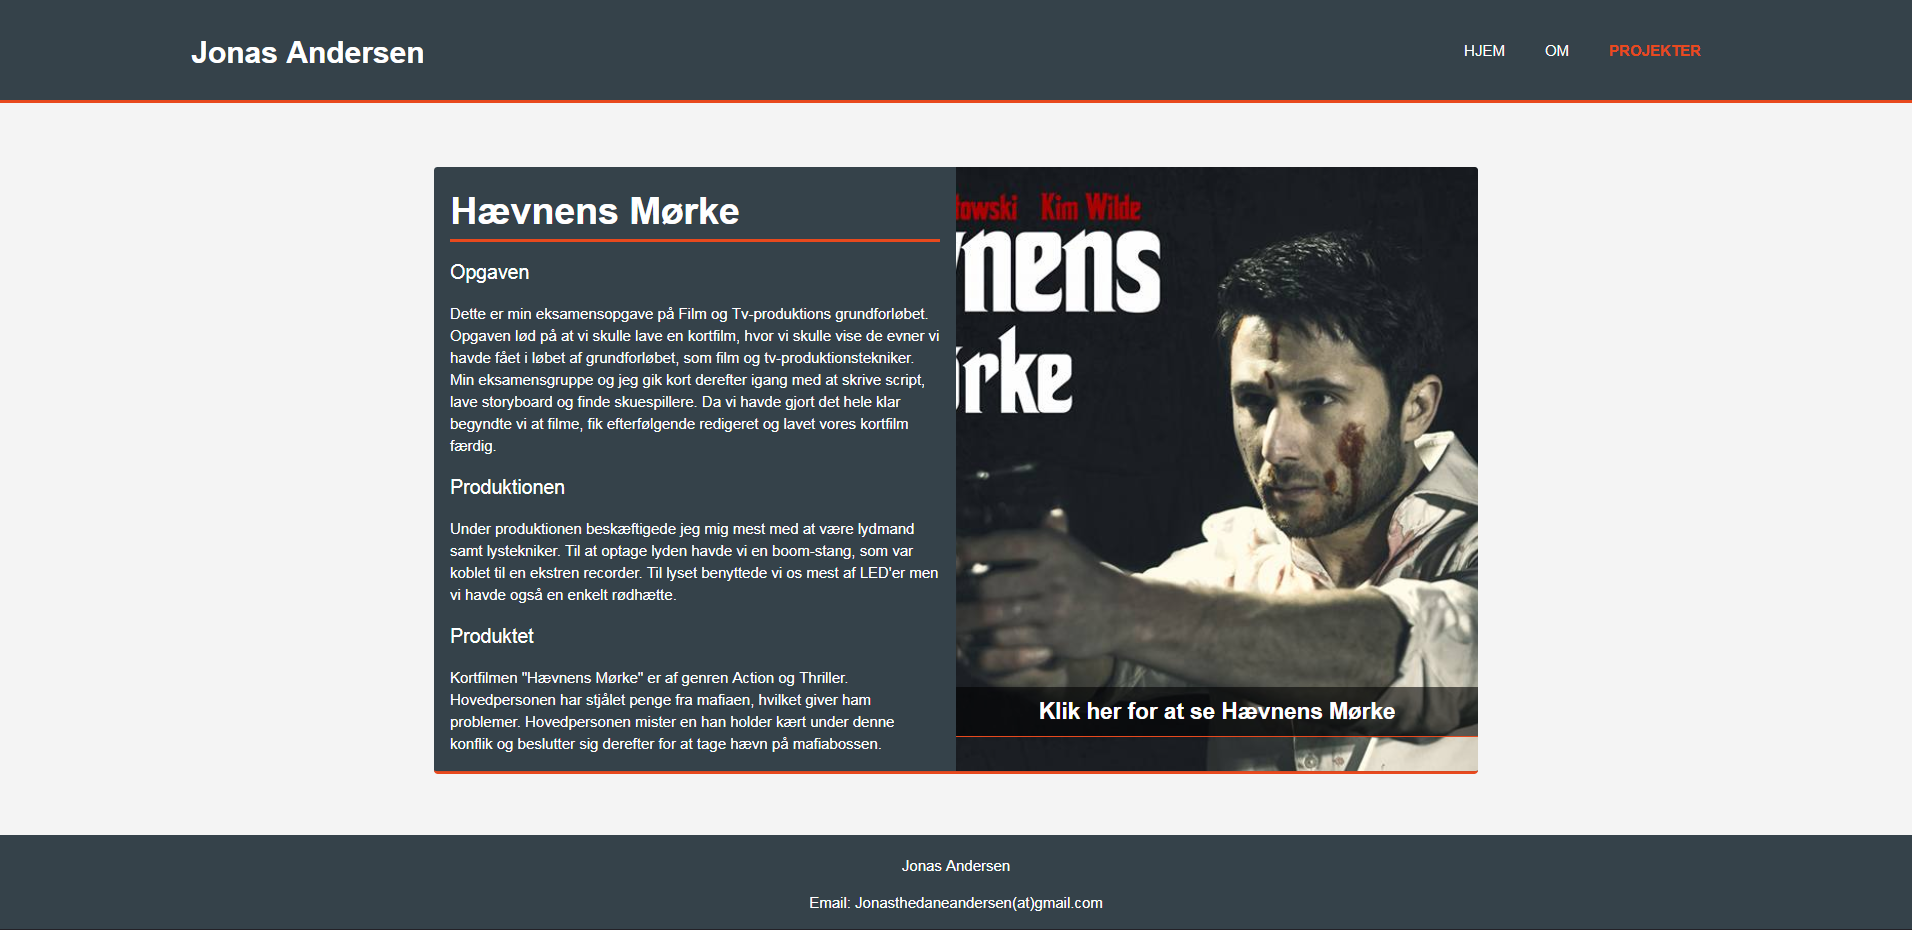 Jonas Andersen
HJEM OM PROJEKTER
Hævnens Mørke
Opgaven
Dette er min eksamensopgave på Film og Tv-produktions grundforløbet.
Opgaven lød på at vi skulle lave en kortfilm, hvor vi skulle vise de evner vi
havde fået i løbet af grundforløbet, som film og tv-produktionstekniker.
Min eksamensgruppe og jeg gik kort derefter igang med at skrive script,
lave storyboard og finde skuespillere. Da vi havde gjort det hele klar
begyndte vi at filme, fik efterfølgende redigeret og lavet vores kortfilm
færdig.
Produktionen
Under produktionen beskæftigede jeg mig mest med at være lydmand
samt lystekniker. Til at optage lyden havde vi en boom-stang, som var
koblet til en ekstren recorder. Til lyset benyttede vi os mest af LED'er men
vi havde også en enkelt rødhætte.
Produktet
Kortfilmen "Hævnens Mørke" er af genren Action og Thriller.
Hovedpersonen har stjålet penge fra mafiaen, hvilket giver ham
problemer. Hovedpersonen mister en han holder kært under denne
konflik og beslutter sig derefter for at tage hævn på mafiabossen.
Kim Wilde
Klik her for at se Hævnens Mørke
Jonas Andersen
Email: Jonasthedaneandersen(at)gmail.com